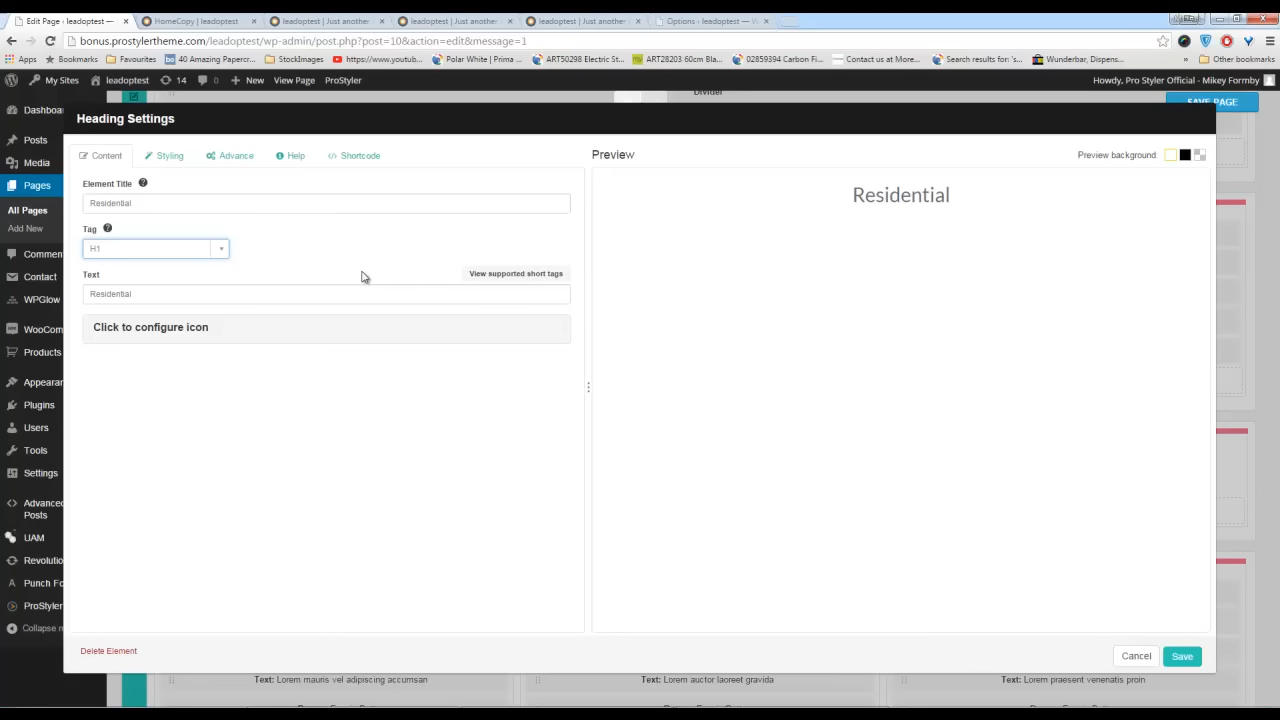 Edit Page ‹ leadoptest —
HomeCopy | leadoptest
leadoptest | Just another
leadoptest | Just another
leadoptest | Just another
Options ‹ leadoptest — W
bonus.prostylertheme.com/leadoptest/wp-admin/post.php?post=10&action=edit&message=1
Apps
Bookmarks
Favourites
40 Amazing Papercr...
StockImages
https://www.youtub...
Polar White | Prima ...
ART50298 Electric St...
ART28203 60cm Bla...
02859394 Carbon Fi...
Contact us at More...
Search results for: 's...
Wunderbar, Dispens...
»
Other bookmarks
My Sites
leadoptest
14
0
New
View Page
ProStyler
Howdy, Pro Styler Official - Mikey Formby
Divider
SAVE PAGE
Dashboa
Posts
Media
Pages
All Pages
Add New
Commen
Contact
WPGlow
WooCom
Products
Appearan
Plugins
Users
Tools
Settings
Advanced
Posts
UAM
Revolutio
Punch Fo
ProStyler
Collapse m
Heading Settings
Content
Styling
Advance
Help
Shortcode
Element Title
Residential
Tag
H1
Text
View supported short tags
Residential
Click to configure icon
Preview
Preview background:
Residential
Delete Element
Cancel
Save
Text: Lorem mauris vel adipiscing accumsan
Text: Lorem auctor laoreet gravida
Text: Lorem praesent venenatis proin